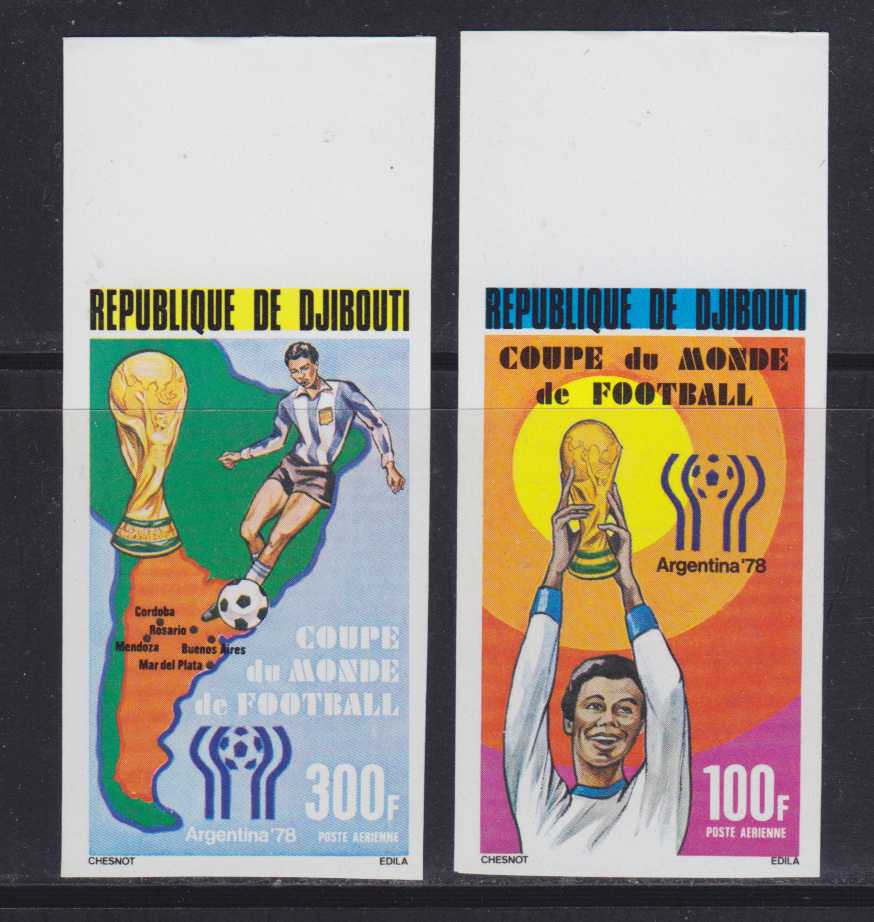 REPUBLIQUE DE DJIBOUTI
Cordoba
Rosario
Mendoza
Buenos Aires
Mar del Plata
COUPE
du MONDE
de FOOTBALL
Argentina'78
300F
POSTE AERIENNE
CHESNOT EDILA
REPUBLIQUE DE DJIBOUTI
COUPE du MONDE
de FOOTBALL
Argentina'78
100F
POSTE AERIENNE
CHESNOT EDILA